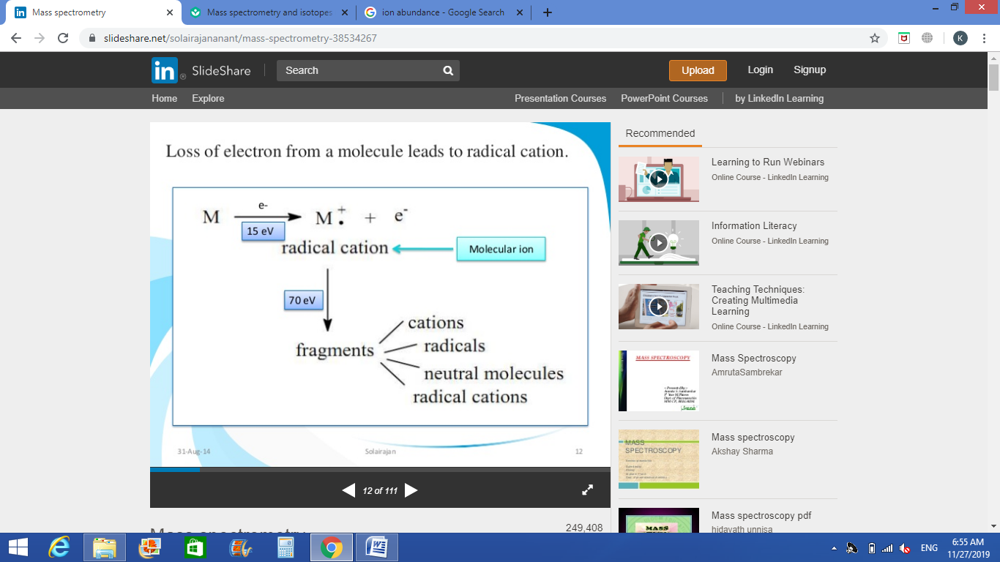 Mass spectrometry
Mass spectrometry and isotopes
ion abundance - Google Search
slideshare.net/solairajananant/mass-spectrometry-38534267
K
in ® SlideShare
Search
Upload
Login
Signup
Home
Explore
Presentation Courses
PowerPoint Courses
by LinkedIn Learning
Loss of electron from a molecule leads to radical cation.
e-
M M +• + e-
15 eV
radical cation
Molecular ion
70 eV
cations
fragments
radicals
neutral molecules
radical cations
31-Aug-14
Solairajan
12
12 of 111
249,408
Mass spectrometry
Recommended
Learning to Run Webinars
Online Course - LinkedIn Learning
Information Literacy
Online Course - LinkedIn Learning
Teaching Techniques:
Creating Multimedia
Learning
Online Course - LinkedIn Learning
MASS SPECTROSCOPY
Mass Spectroscopy
AmrutaSambrekar
MASS
SPECTROSCOPY
Mass spectroscopy
Akshay Sharma
MASS
Mass spectroscopy pdf
hidayath unnisa
ENG
6:55 AM
11/27/2019